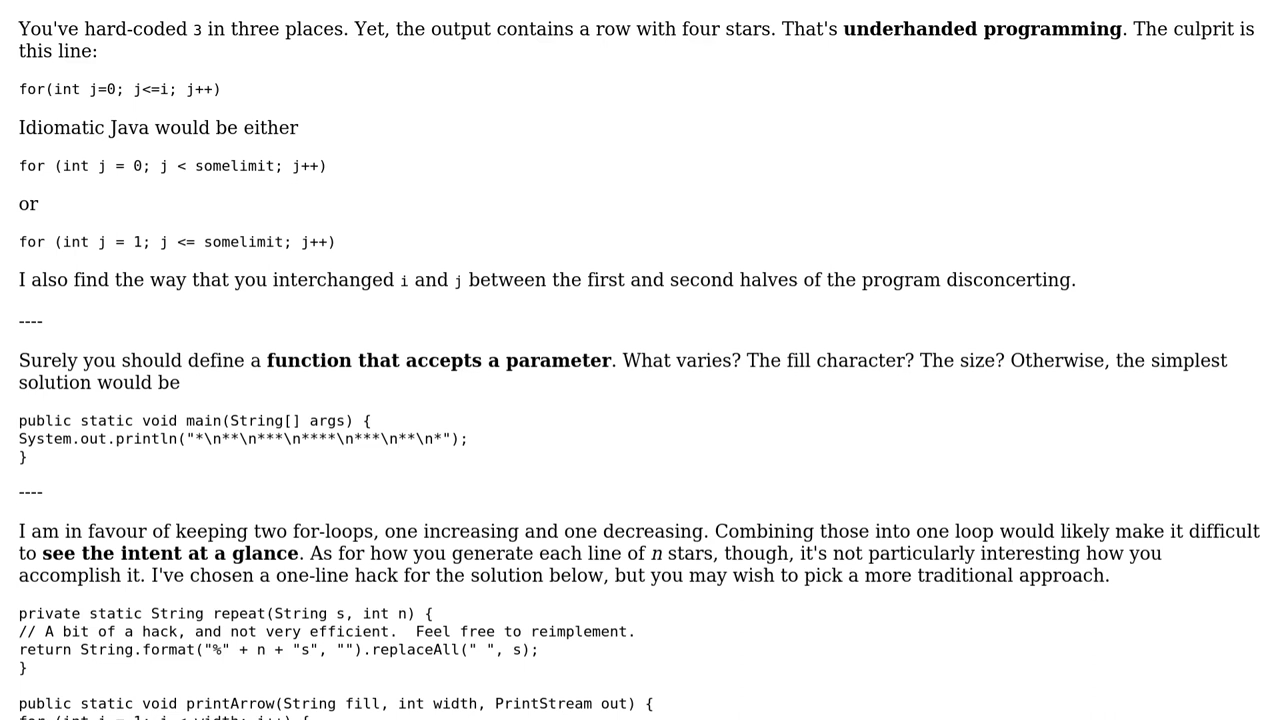 You've hard-coded 3 in three places. Yet, the output contains a row with four stars. That's underhanded programming. The culprit is
this line:
for(int j=0; j<=i; j++)
Idiomatic Java would be either
for (int j = 0; j < somelimit; j++)
or
for (int j = 1; j <= somelimit; j++)
I also find the way that you interchanged i and j between the first and second halves of the program disconcerting.
----
Surely you should define a function that accepts a parameter. What varies? The fill character? The size? Otherwise, the simplest
solution would be
public static void main(String[] args) {
System.out.println("*\n**\n***\n****\n***\n**\n*");
}
----
I am in favour of keeping two for-loops, one increasing and one decreasing. Combining those into one loop would likely make it difficult
to see the intent at a glance. As for how you generate each line of n stars, though, it's not particularly interesting how you
accomplish it. I've chosen a one-line hack for the solution below, but you may wish to pick a more traditional approach.
private static String repeat(String s, int n) {
// A bit of a hack, and not very efficient.  Feel free to reimplement.
return String.format("%" + n + "s", "").replaceAll(" ", s);
}
public static void printArrow(String fill, int width, PrintStream out) {
for (int i = 1; i < width; i++) {